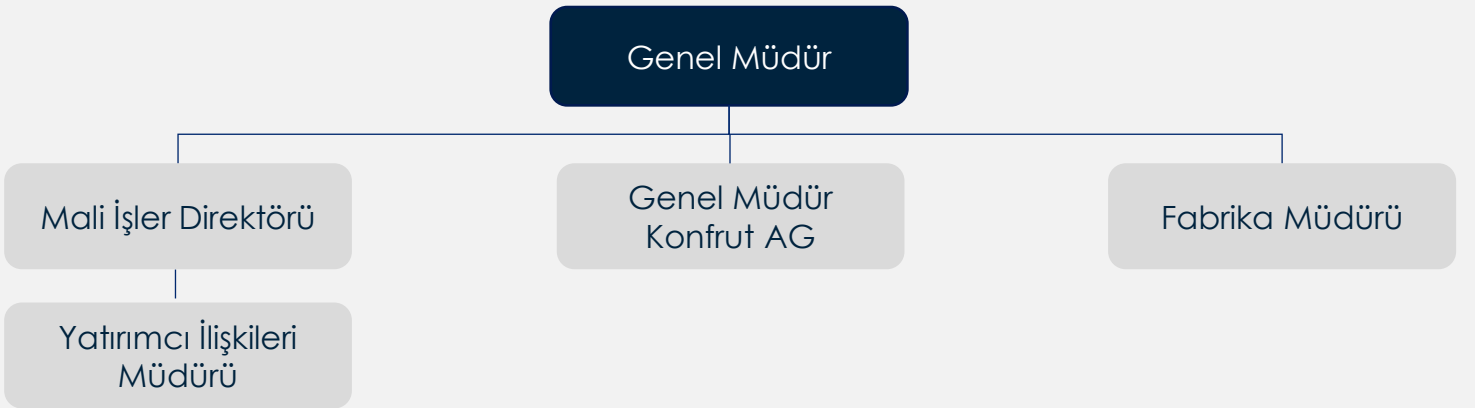 Genel Müdür
Mali İşler Direktörü
Genel Müdür
Konfrut AG
Fabrika Müdürü
Yatırımcı İlişkileri
Müdürü